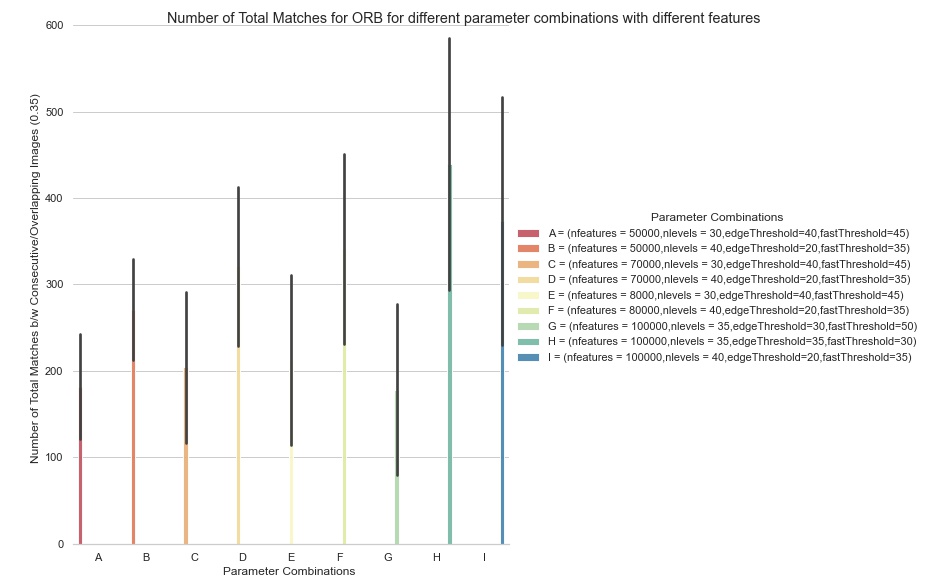 Number of Total Matches for ORB for different parameter combinations with different features
Number of Total Matches b/w Consecutive/Overlapping Images (0.35)
600
500
400
300
200
100
0
A B C D E F G H I
Parameter Combinations
Parameter Combinations
A = (nfeatures = 50000,nlevels = 30,edgeThreshold=40,fastThreshold=45)
B = (nfeatures = 50000,nlevels = 40,edgeThreshold=20,fastThreshold=35)
C = (nfeatures = 70000,nlevels = 30,edgeThreshold=40,fastThreshold=45)
D = (nfeatures = 70000,nlevels = 40,edgeThreshold=20,fastThreshold=35)
E = (nfeatures = 8000,nlevels = 30,edgeThreshold=40,fastThreshold=45)
F = (nfeatures = 80000,nlevels = 40,edgeThreshold=20,fastThreshold=35)
G = (nfeatures = 100000,nlevels = 35,edgeThreshold=30,fastThreshold=50)
H = (nfeatures = 100000,nlevels = 35,edgeThreshold=35,fastThreshold=30)
I = (nfeatures = 100000,nlevels = 40,edgeThreshold=20,fastThreshold=35)